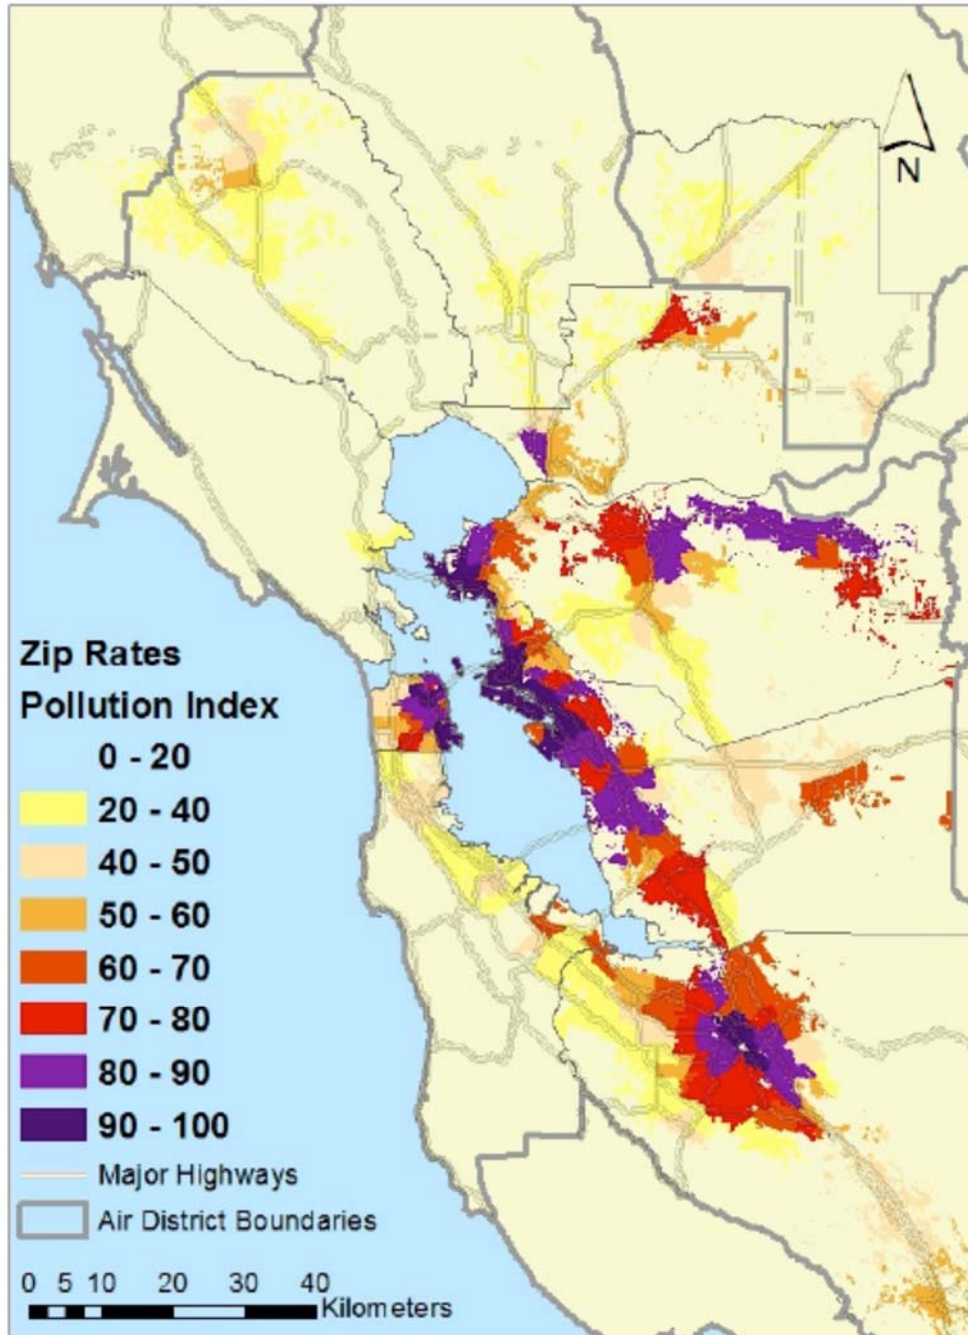 N
Zip Rates
Pollution Index
0 - 20
20 - 40
40 - 50
50 - 60
60 - 70
70 - 80
80 - 90
90 - 100
Major Highways
Air District Boundaries
0 5 10 20 30 40
Kilometers